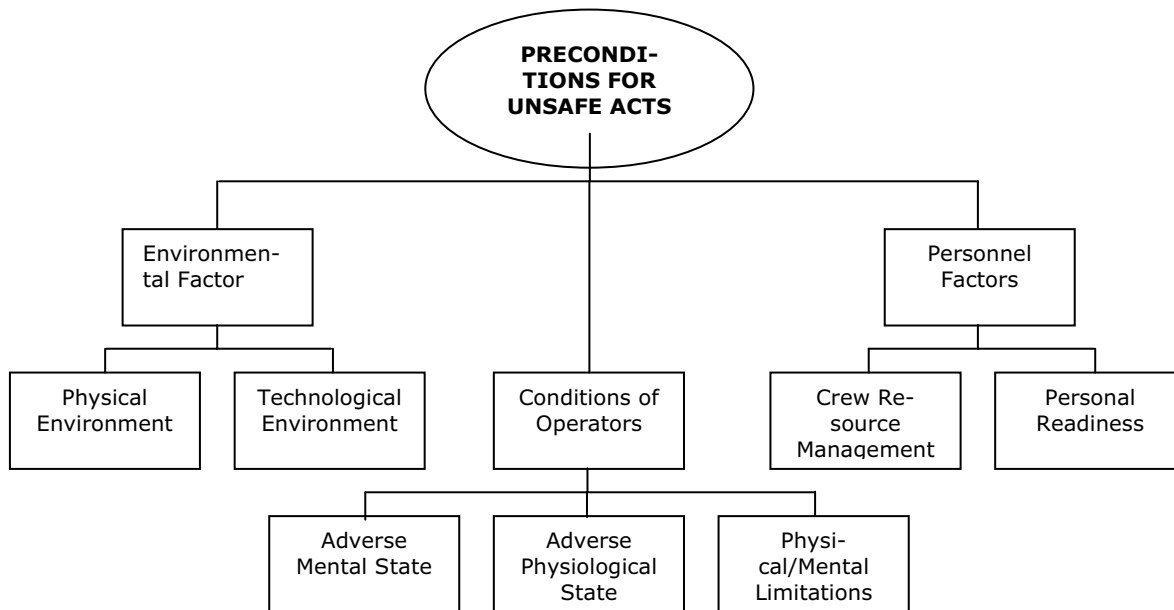 PRECONDI-
TIONS FOR
UNSAFE ACTS
Environmen-
tal Factor
Personnel
Factors
Physical
Environment
Technological
Environment
Conditions of
Operators
Crew Re-
source
Management
Personal
Readiness
Adverse
Mental State
Adverse
Physiological
State
Physi-
cal/Mental
Limitations